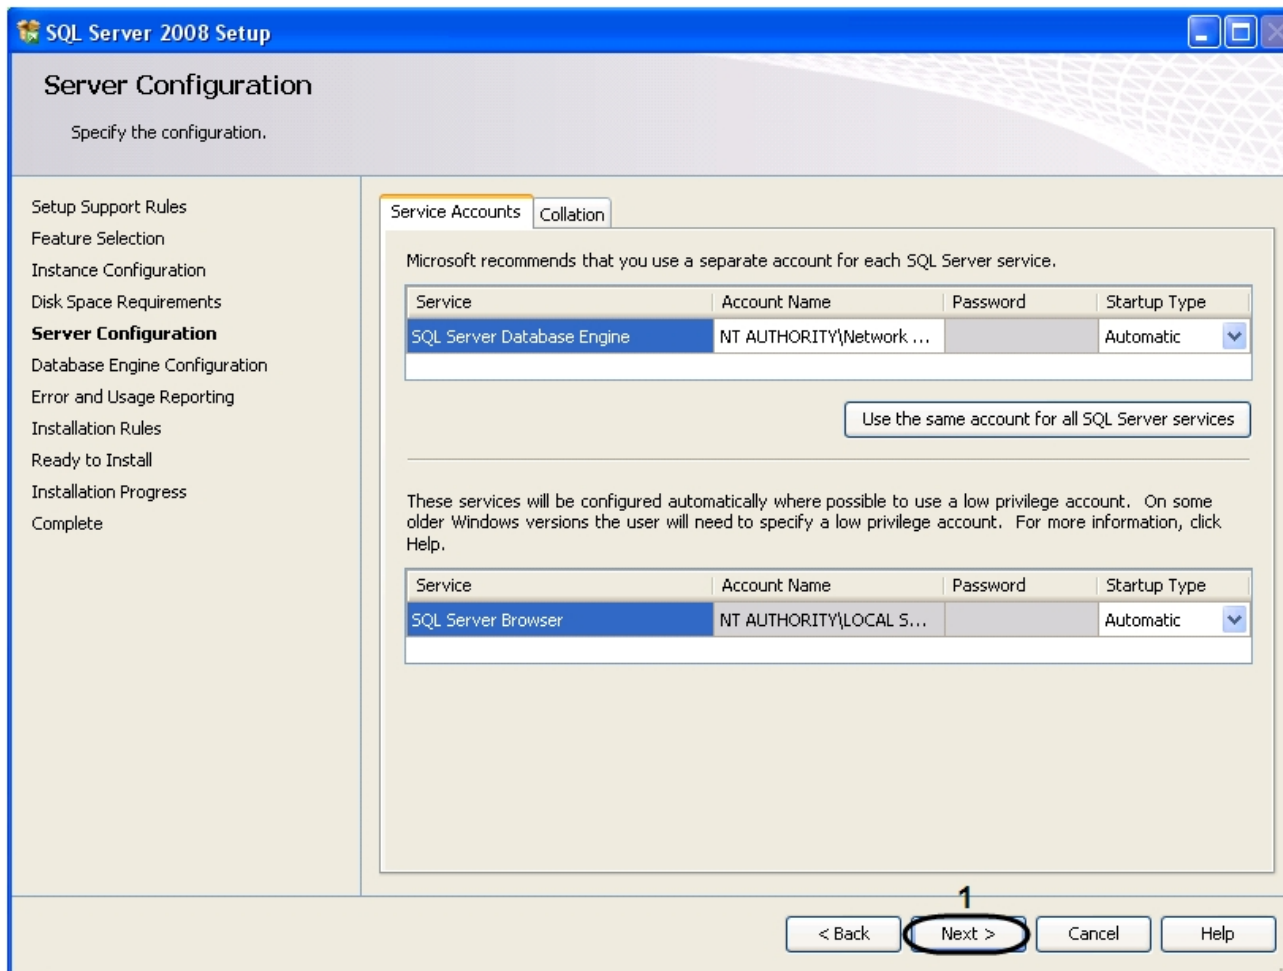 SQL Server 2008 Setup
Server Configuration
Specify the configuration.
Setup Support Rules
Feature Selection
Instance Configuration
Disk Space Requirements
Server Configuration
Database Engine Configuration
Error and Usage Reporting
Installation Rules
Ready to Install
Installation Progress
Complete
Service Accounts Collation
Microsoft recommends that you use a separate account for each SQL Server service.
Service Account Name Password Startup Type
SQL Server Database Engine NT AUTHORITY\Network ... Automatic
Use the same account for all SQL Server services
These services will be configured automatically where possible to use a low privilege account. On some
older Windows versions the user will need to specify a low privilege account. For more information, click
Help.
Service Account Name Password Startup Type
SQL Server Browser NT AUTHORITY\LOCAL S... Automatic
1
< Back Next > Cancel Help